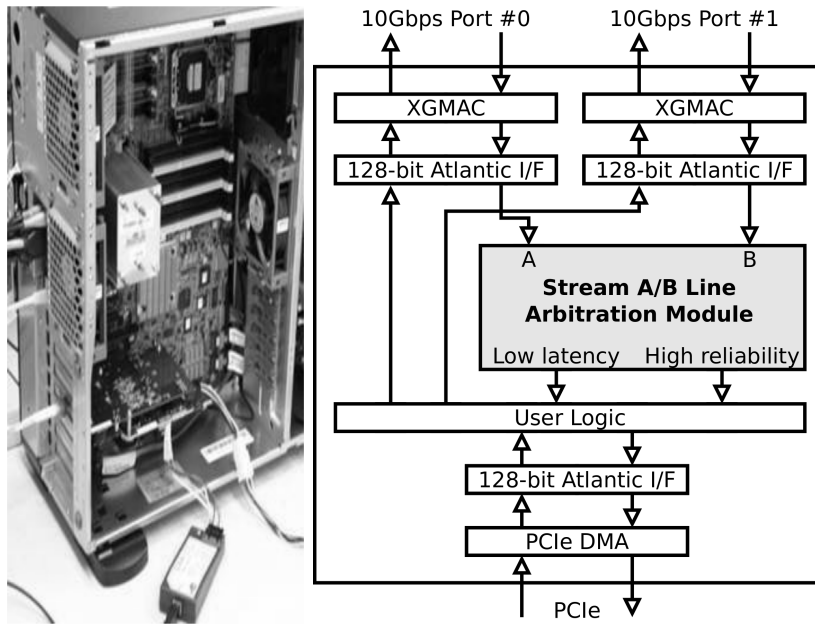 10Gbps Port #0
10Gbps Port #1
XGMAC
XGMAC
128-bit Atlantic I/F
128-bit Atlantic I/F
A
B
Stream A/B Line
Arbitration Module
Low latency
High reliability
User Logic
128-bit Atlantic I/F
PCIe DMA
PCIe